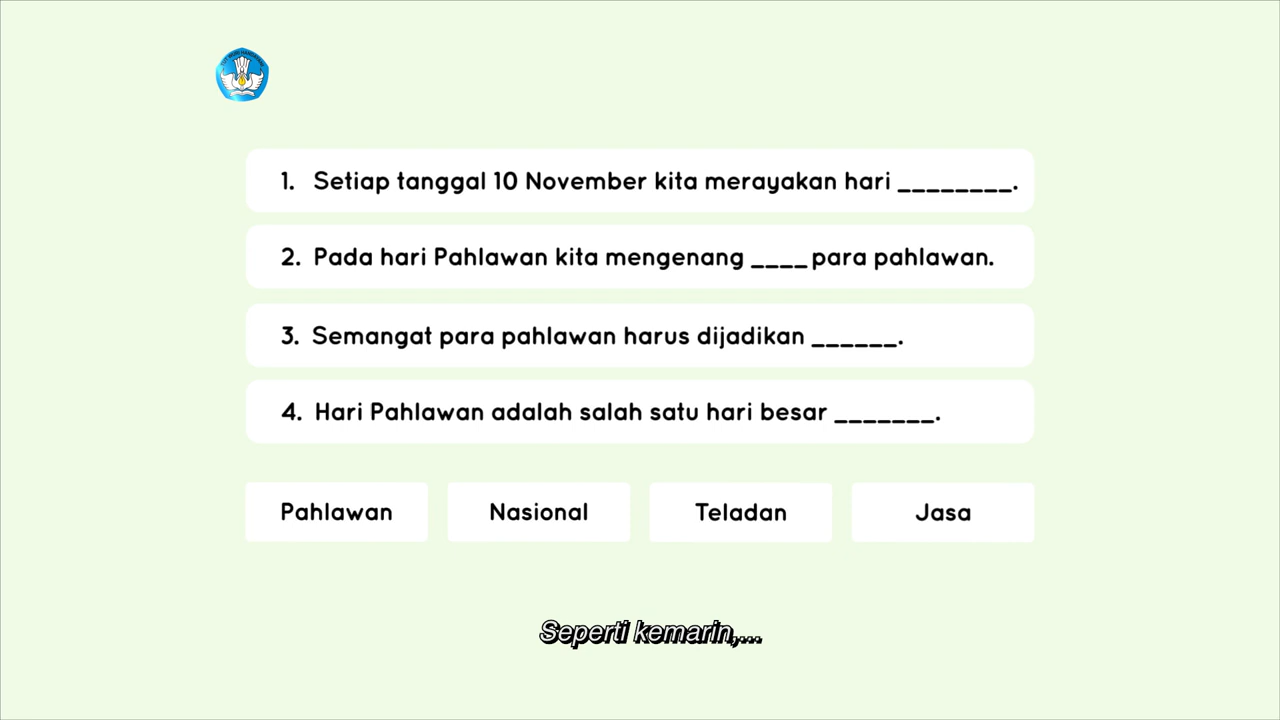 1. Setiap tanggal 10 November kita merayakan hari ________.
2. Pada hari Pahlawan kita mengenang ____ para pahlawan.
3. Semangat para pahlawan harus dijadikan ______.
4. Hari Pahlawan adalah salah satu hari besar _______.
Pahlawan Nasional Teladan Jasa
Seperti kemarin,...